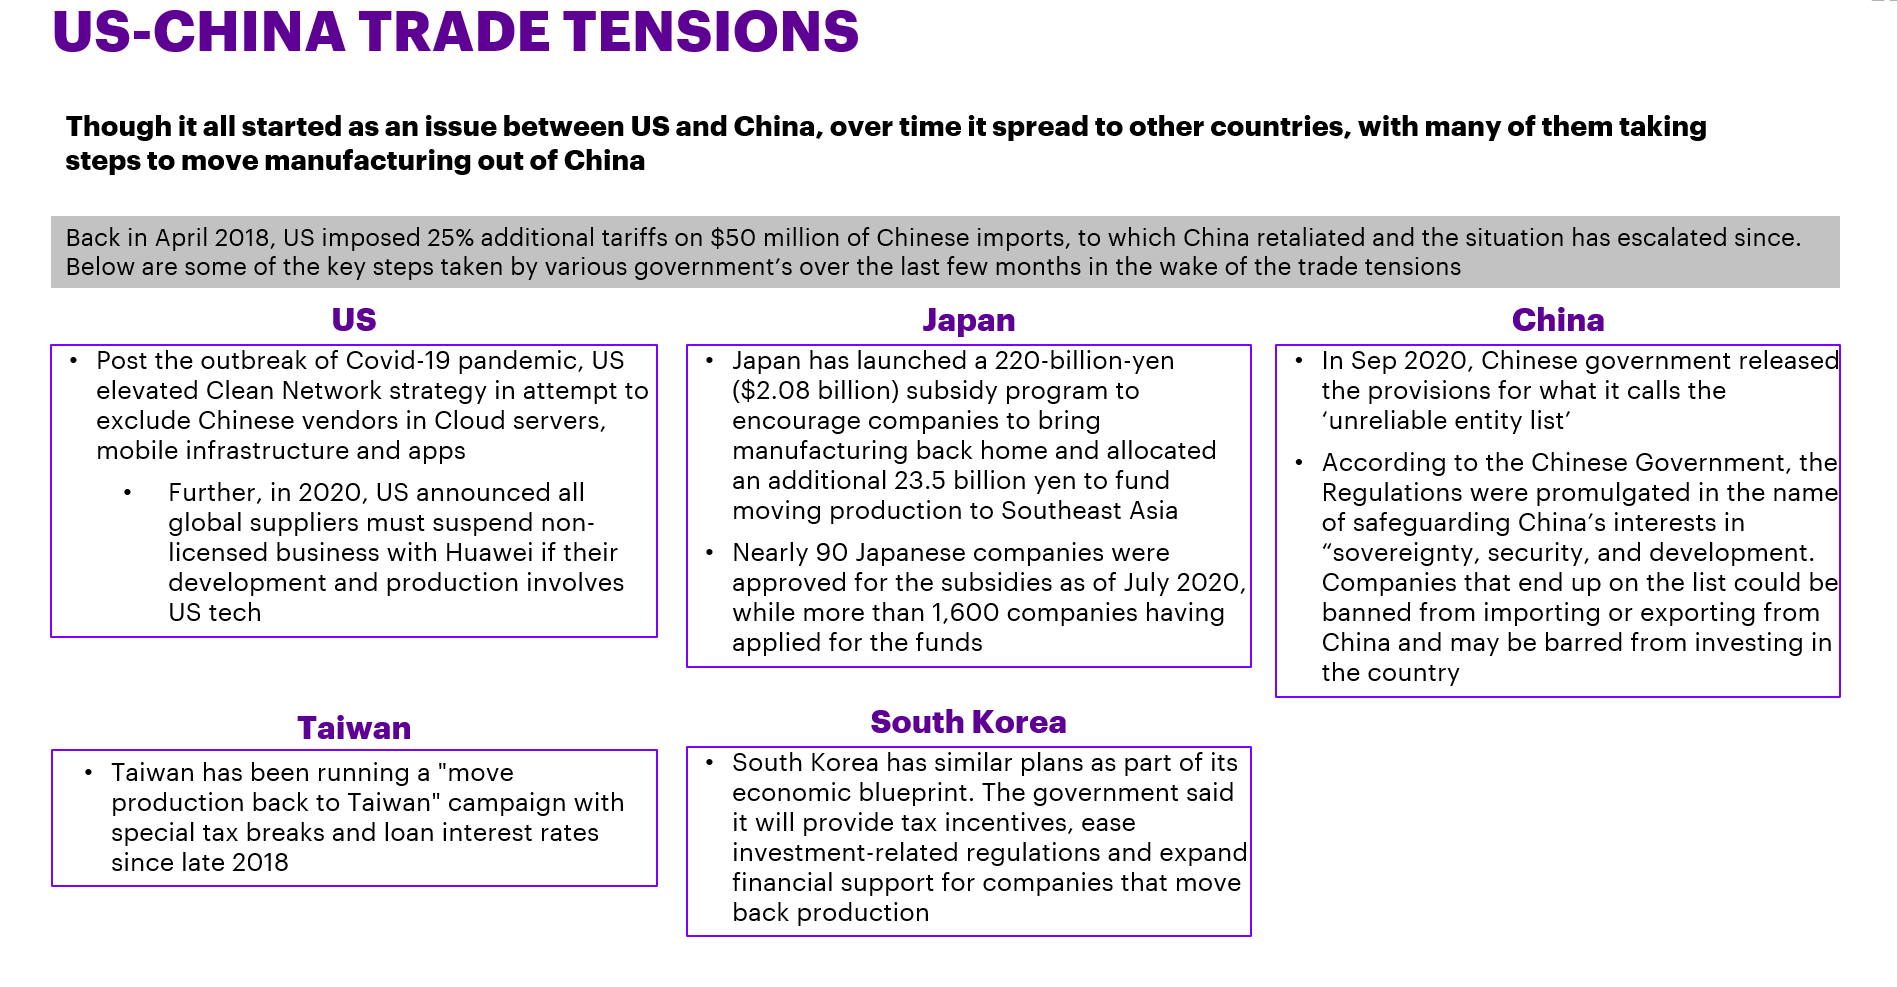 US-CHINA TRADE TENSIONS
Though it all started as an issue between US and China, over time it spread to other countries, with many of them taking
steps to move manufacturing out of China
Back in April 2018, US imposed 25% additional tariffs on $50 million of Chinese imports, to which China retaliated and the situation has escalated since.
Below are some of the key steps taken by various government’s over the last few months in the wake of the trade tensions
US
• Post the outbreak of Covid-19 pandemic, US
elevated Clean Network strategy in attempt to
exclude Chinese vendors in Cloud servers,
mobile infrastructure and apps
• Further, in 2020, US announced all
global suppliers must suspend non-
licensed business with Huawei if their
development and production involves
US tech
Japan
• Japan has launched a 220-billion-yen
($2.08 billion) subsidy program to
encourage companies to bring
manufacturing back home and allocated
an additional 23.5 billion yen to fund
moving production to Southeast Asia
• Nearly 90 Japanese companies were
approved for the subsidies as of July 2020,
while more than 1,600 companies having
applied for the funds
China
• In Sep 2020, Chinese government released
the provisions for what it calls the
‘unreliable entity list’
• According to the Chinese Government, the
Regulations were promulgated in the name
of safeguarding China’s interests in
“sovereignty, security, and development.
Companies that end up on the list could be
banned from importing or exporting from
China and may be barred from investing in
the country
Taiwan
• Taiwan has been running a "move
production back to Taiwan" campaign with
special tax breaks and loan interest rates
since late 2018
South Korea
• South Korea has similar plans as part of its
economic blueprint. The government said
it will provide tax incentives, ease
investment-related regulations and expand
financial support for companies that move
back production